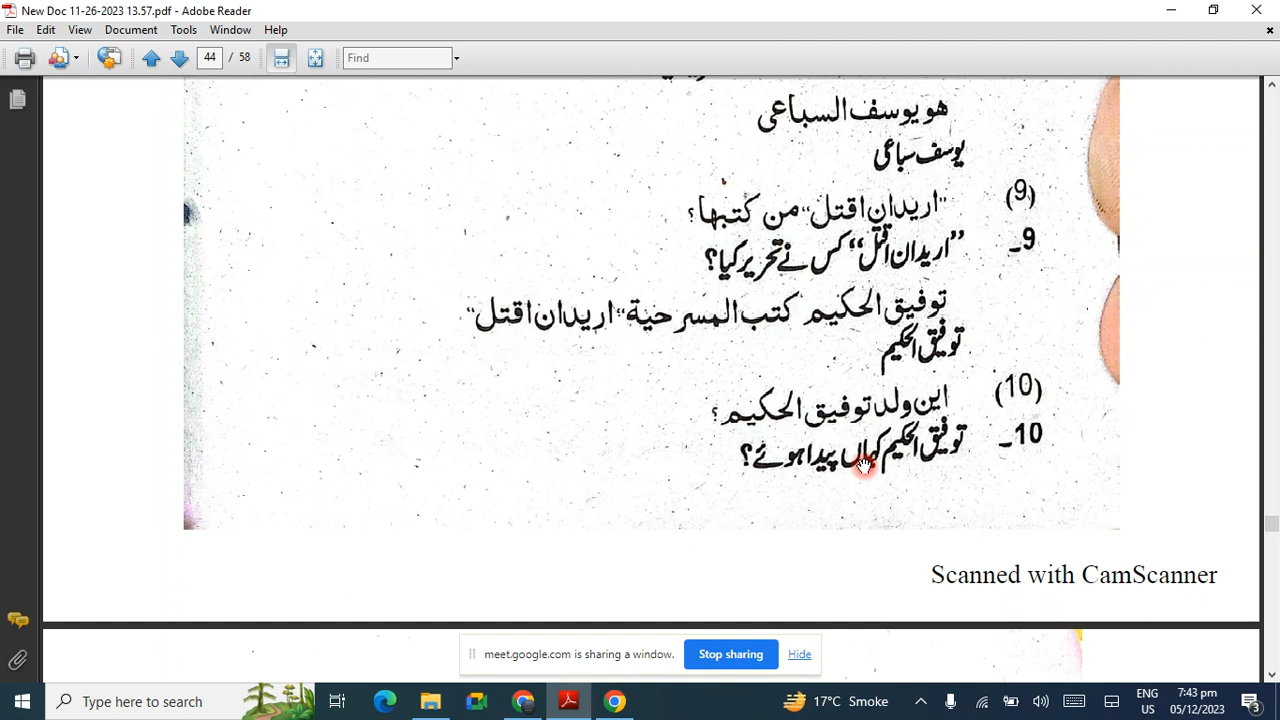 New Doc 11-26-2023 13.57.pdf - Adobe Reader
File Edit View Document Tools Window Help
44 / 58 Find
هو يوسف السباعى
یوسف سباعی
(9) "اريدان اقتل" من كتبها؟
9۔ "اریدان اقتل" کس نے تحریر کیا؟
توفيق الحكيم كتب المسرحية "اريدان اقتل"
توفیق الحکیم
(10) اين ولد توفيق الحكيم؟
10۔ توفیق الحکیم کہاں پیدا ہوئے؟
Scanned with CamScanner
meet.google.com is sharing a window. Stop sharing Hide
Type here to search
17°C Smoke
ENG US
7:43 pm
05/12/2023
3